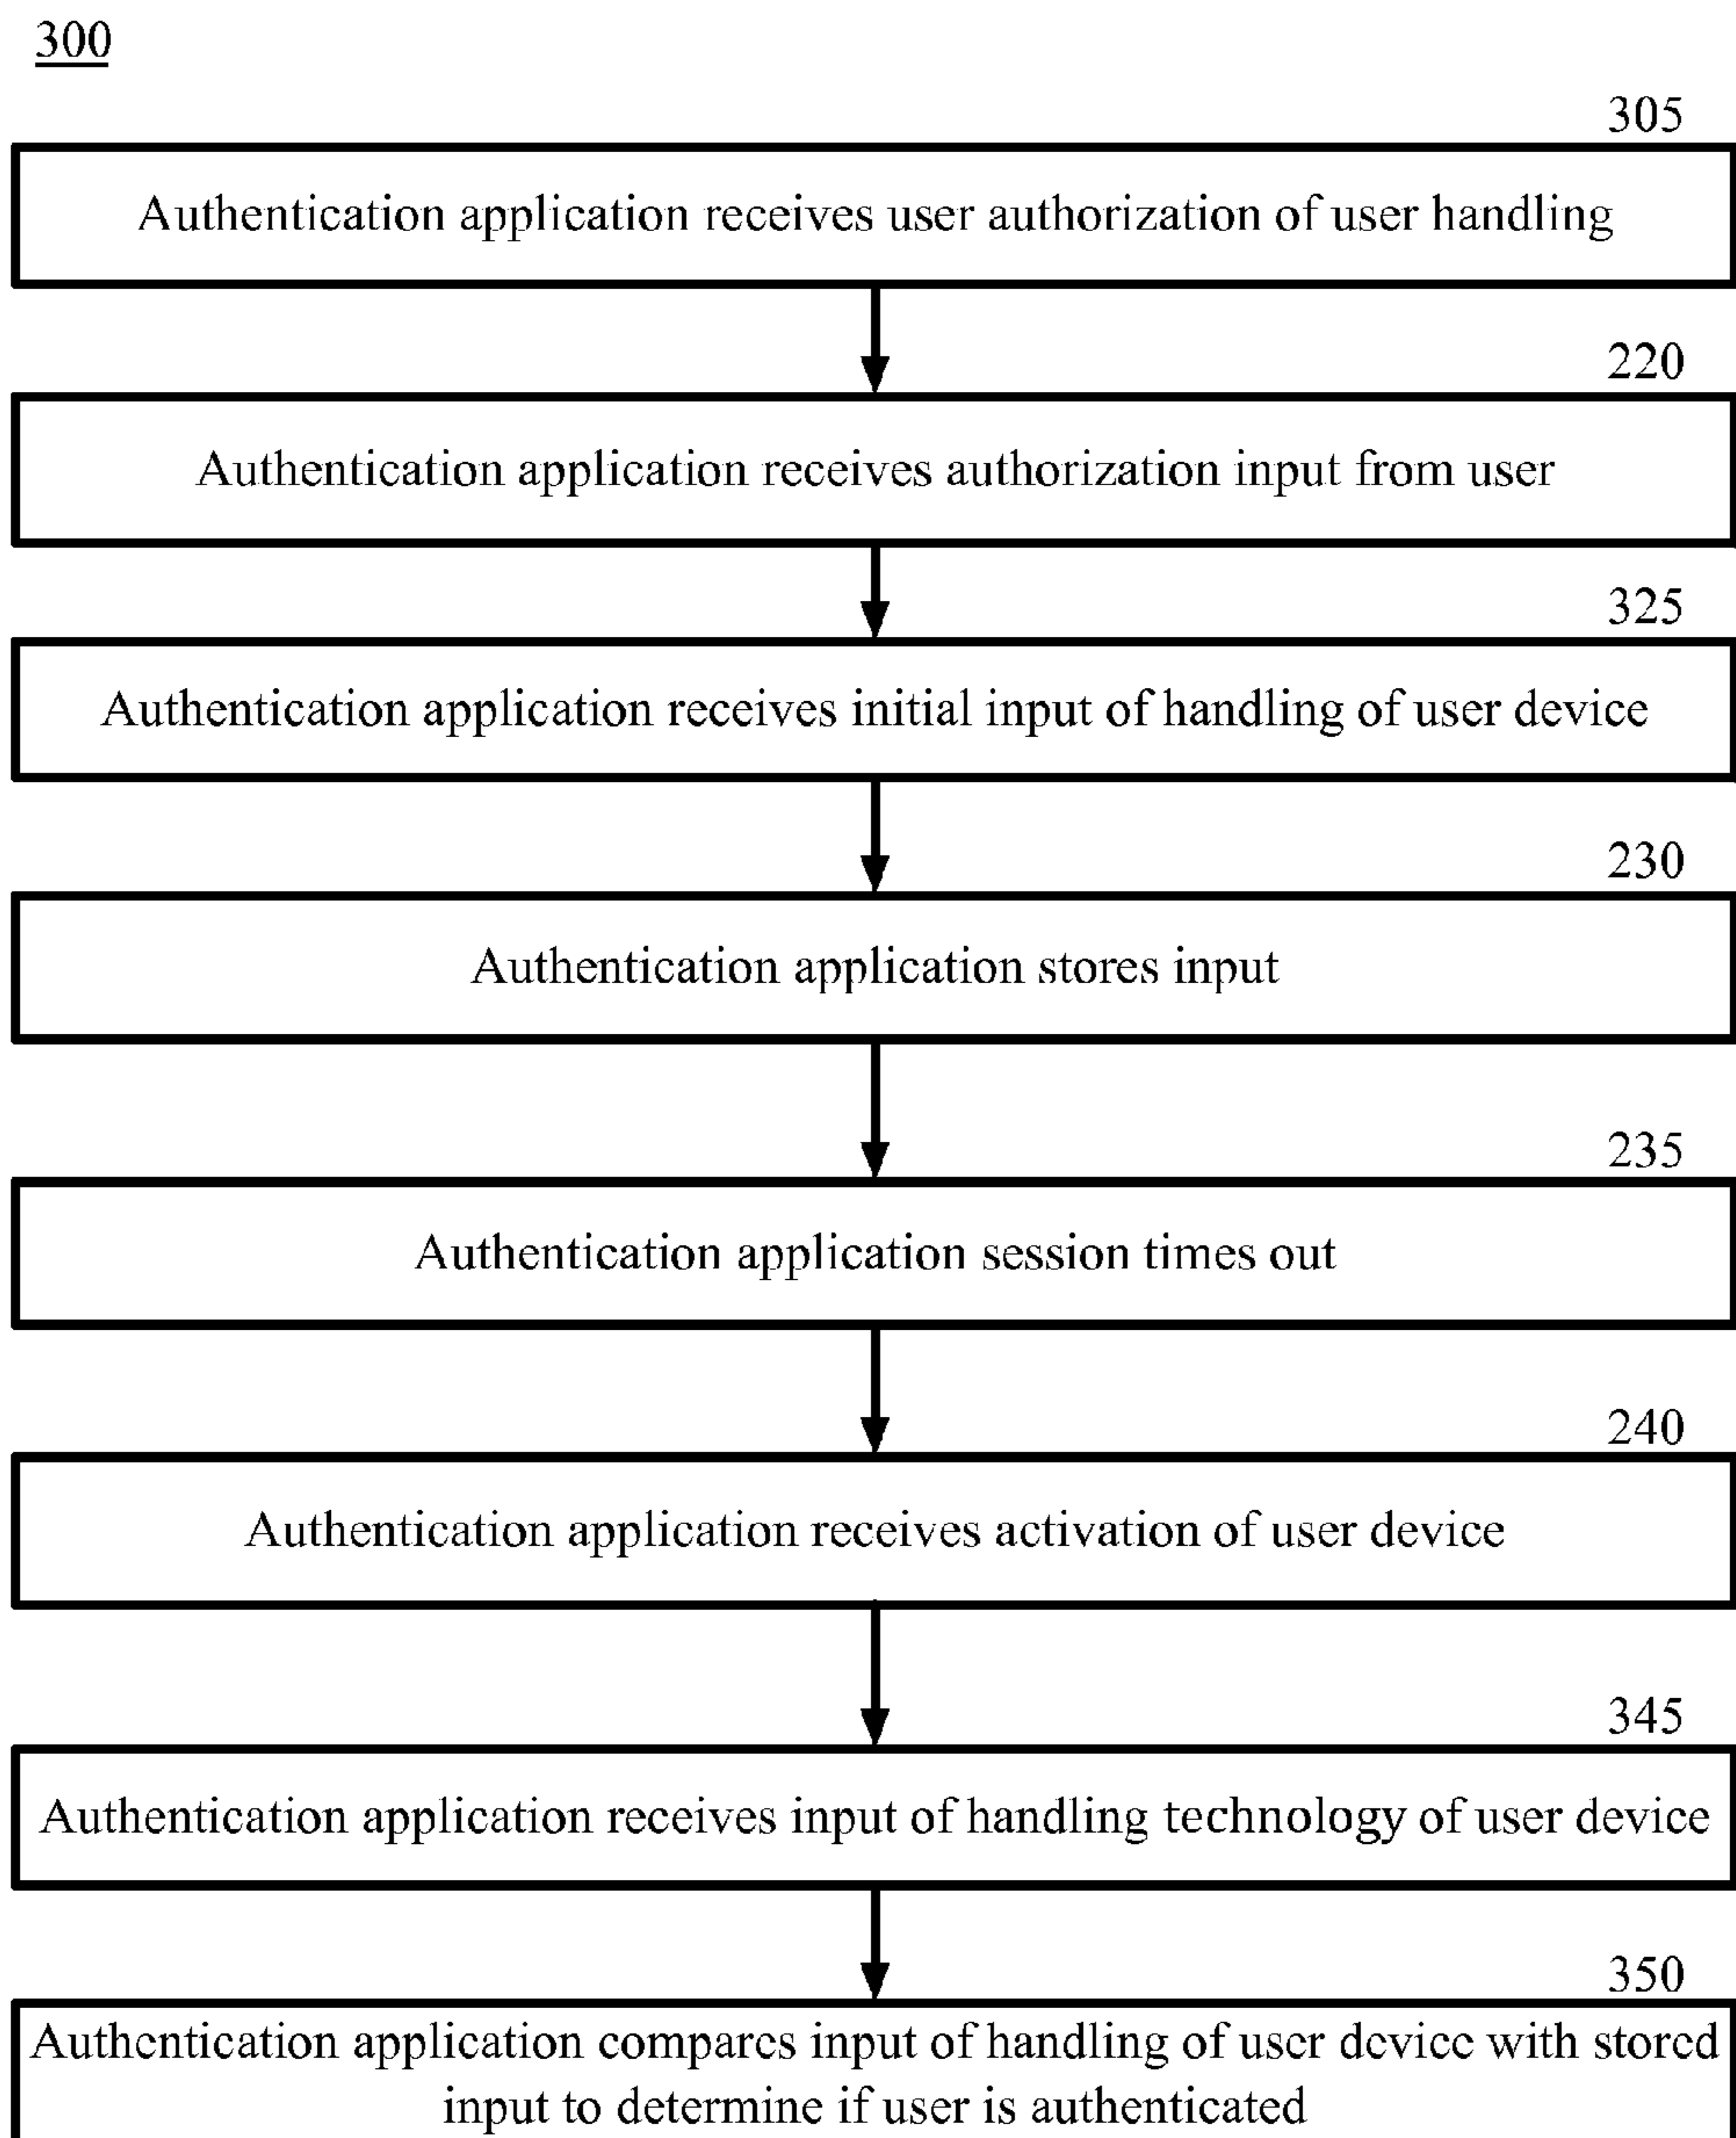 300
305
Authentication application receives user authorization of user handling
220
Authentication application receives authorization input from user
325
Authentication application receives initial input of handling of user device
230
Authentication application stores input
235
Authentication application session times out
240
Authentication application receives activation of user device
345
Authentication application receives input of handling technology of user device
350
Authentication application compares input of handling of user device with stored
input to determine if user is authenticated